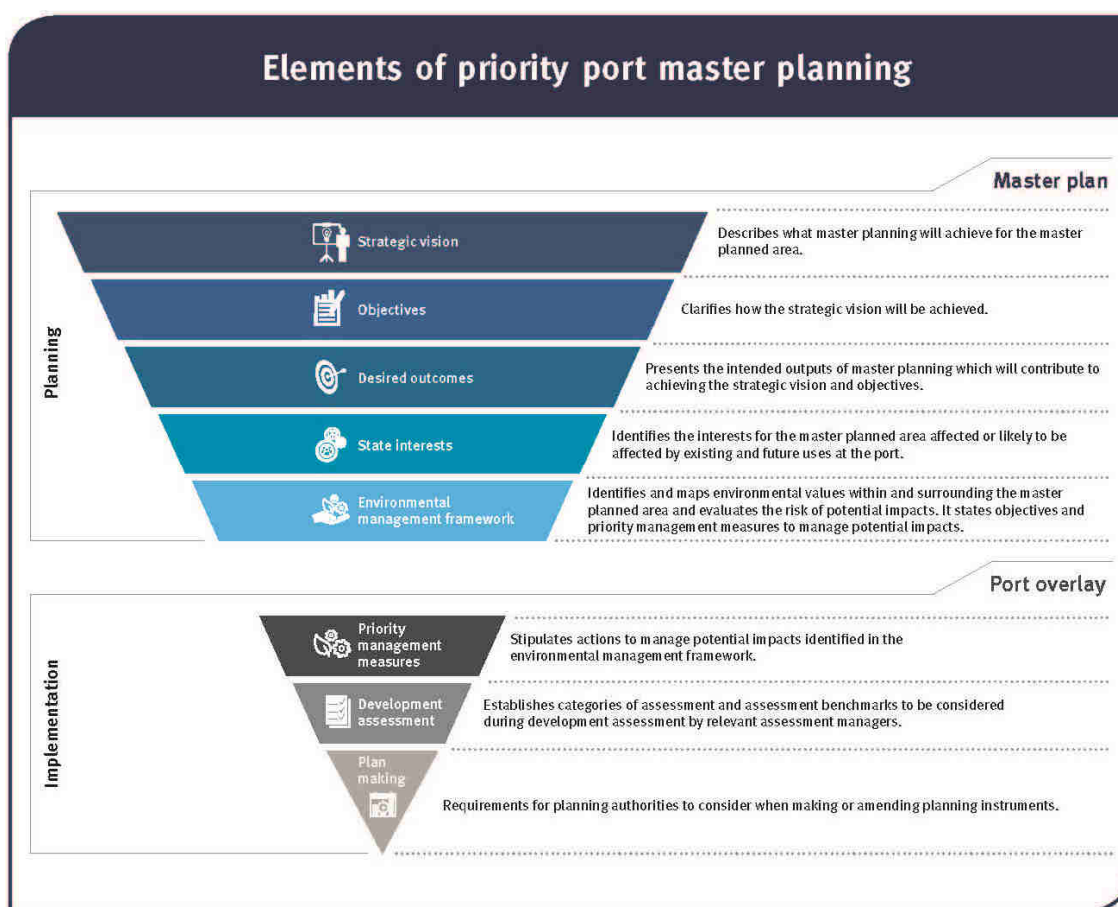 Elements of priority port master planning
Master plan
Planning
Strategic vision
Describes what master planning will achieve for the master
planned area.
Objectives
Clarifies how the strategic vision will be achieved.
Desired outcomes
Presents the intended outputs of master planning which will contribute to
achieving the strategic vision and objectives.
State interests
Identifies the interests for the master planned area affected or likely to be
affected by existing and future uses at the port.
Environmental
management framework
Identifies and maps environmental values within and surrounding the master
planned area and evaluates the risk of potential impacts. It states objectives and
priority management measures to manage potential impacts.
Port overlay
Implementation
Priority
management
measures
Stipulates actions to manage potential impacts identified in the
environmental management framework.
Development
assessment
Establishes categories of assessment and assessment benchmarks to be considered
during development assessment by relevant assessment managers.
Plan
making
Requirements for planning authorities to consider when making or amending planning instruments.